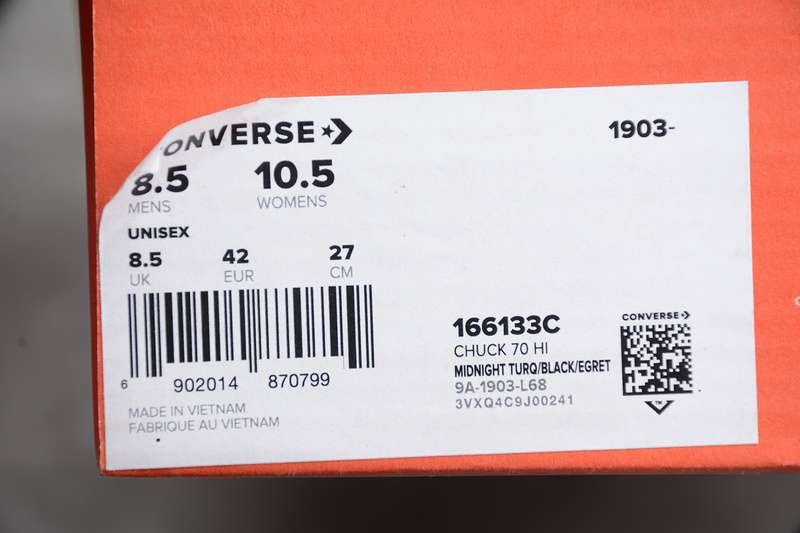 CONVERSE
1903-
8.5 10.5
MENS WOMENS
UNISEX
8.5 42 27
UK EUR CM
6 902014 870799
MADE IN VIETNAM
FABRIQUE AU VIETNAM
CONVERSE
166133C
CHUCK 70 HI
MIDNIGHT TURQ/BLACK/EGRET
9A-1903-L68
3VXQ4C9J00241
TM